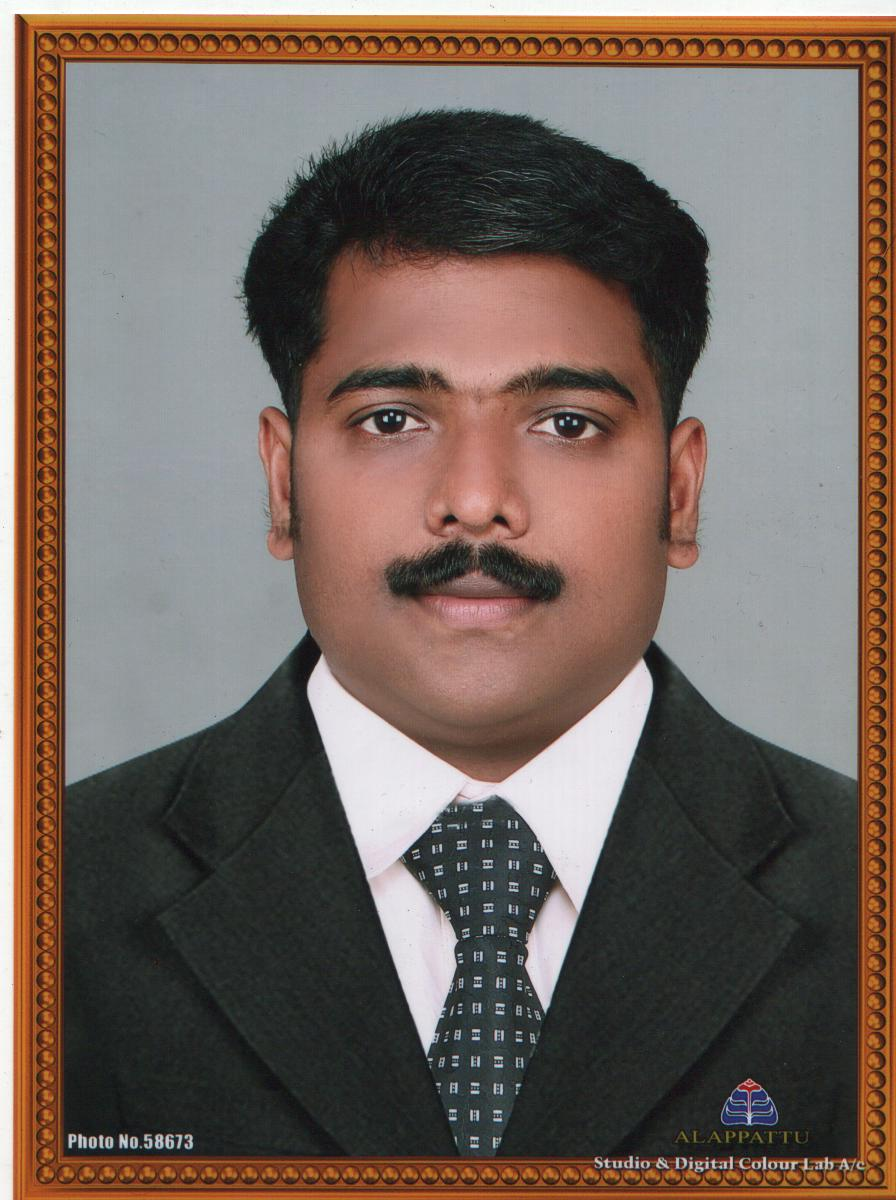 Photo No.58673
ALAPPATTU
Studio & Digital Colour Lab A/c